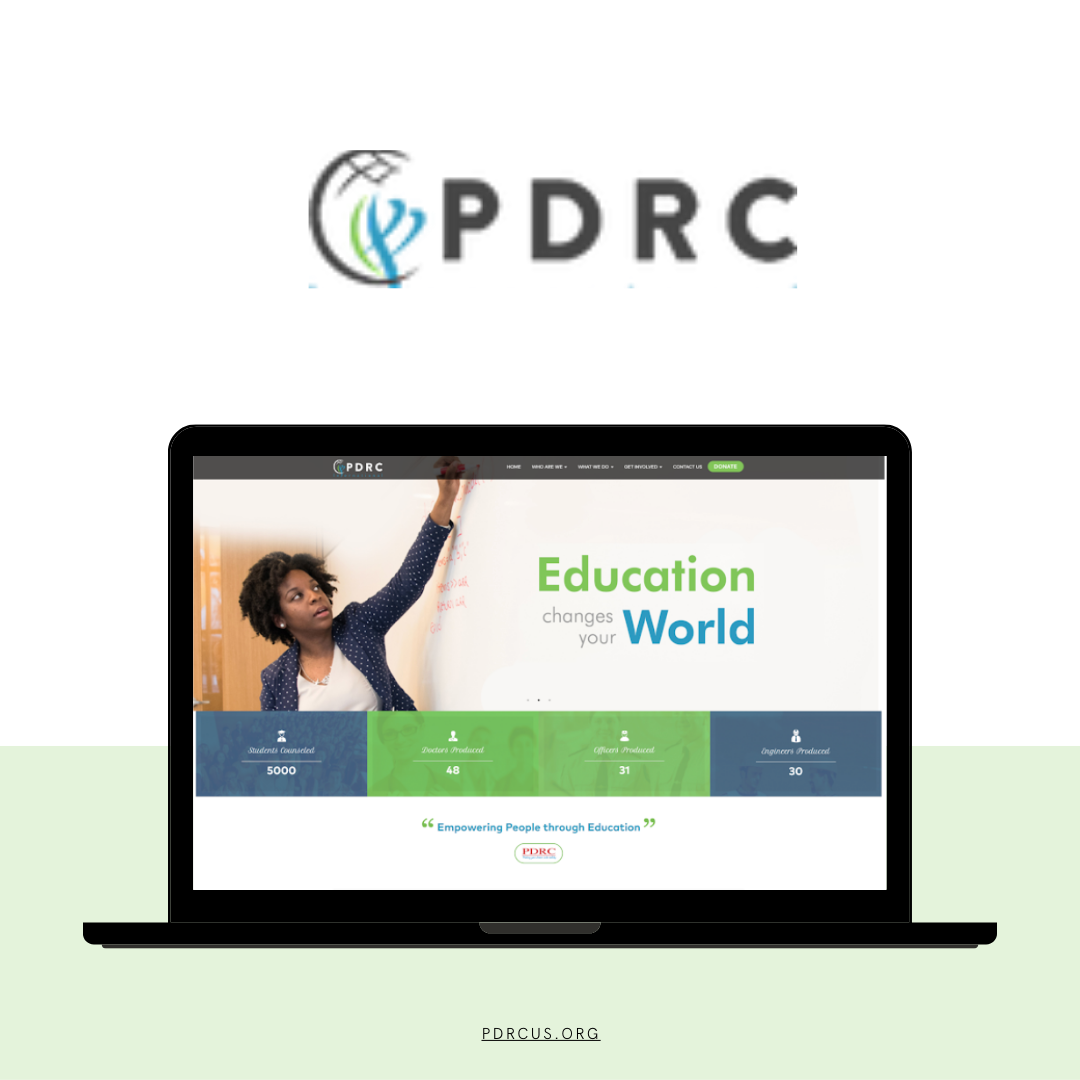 PDRC
PDRC
HOME WHO ARE WE WHAT WE DO GET INVOLVED CONTACT US DONATE
Education
changes
your World
Students Counseled
5000
Doctors Produced
48
Officers Produced
31
Engineers Produced
30
“ Empowering People through Education ”
PDRC
PDRCUS.ORG